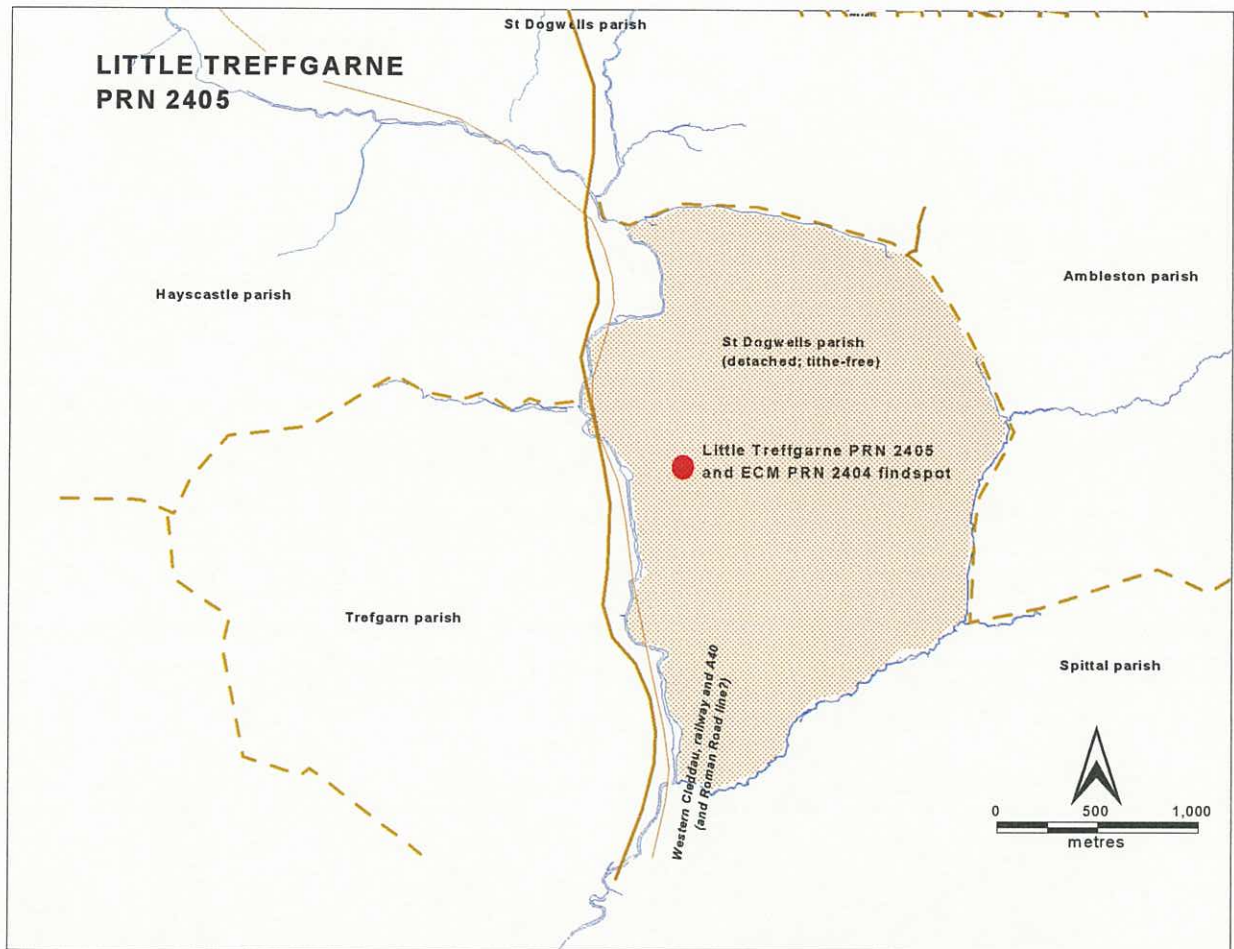 St Dogwells parish
LITTLE TREFFGARNE
PRN 2405
Hayscastle parish
Ambleston parish
St Dogwells parish
(detached; tithe-free)
Little Treffgarne PRN 2405
and ECM PRN 2404 findspot
Trefgarn parish
Spittal parish
Western Cleddau, railway and A40
(and Roman Road line?)
0 500 1,000
metres